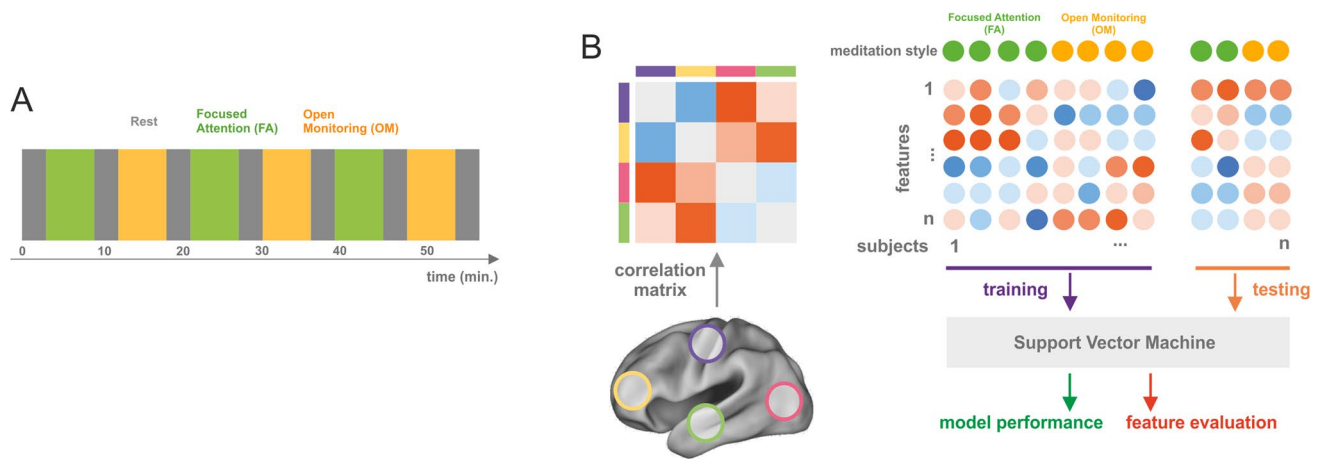 A
Rest
Focused
Attention (FA)
Open
Monitoring (OM)
0 10 20 30 40 50
time (min.)
B
correlation
matrix
Focused Attention
(FA)
Open Monitoring
(OM)
meditation style
1
features
...
n
subjects 1 ... n
training
testing
Support Vector Machine
model performance
feature evaluation